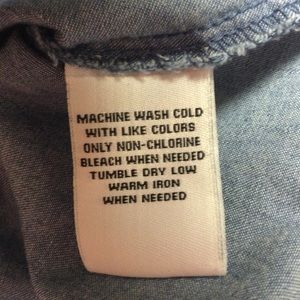 MACHINE WASH COLD
WITH LIKE COLORS
ONLY NON-CHLORINE
BLEACH WHEN NEEDED
TUMBLE DRY LOW
WARM IRON
WHEN NEEDED